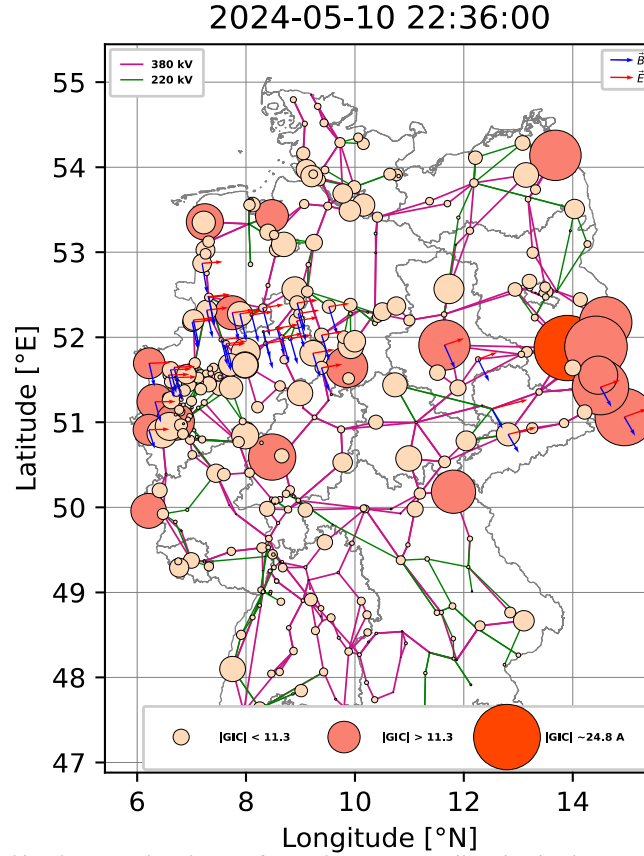 2024-05-10 22:36:00
380 kV
220 kV
B
E
55
54
53
52
51
50
49
48
47
Latitude [°E]
|GIC| < 11.3
|GIC| > 11.3
|GIC| ~24.8 A
6
8
10
12
14
Longitude [°N]